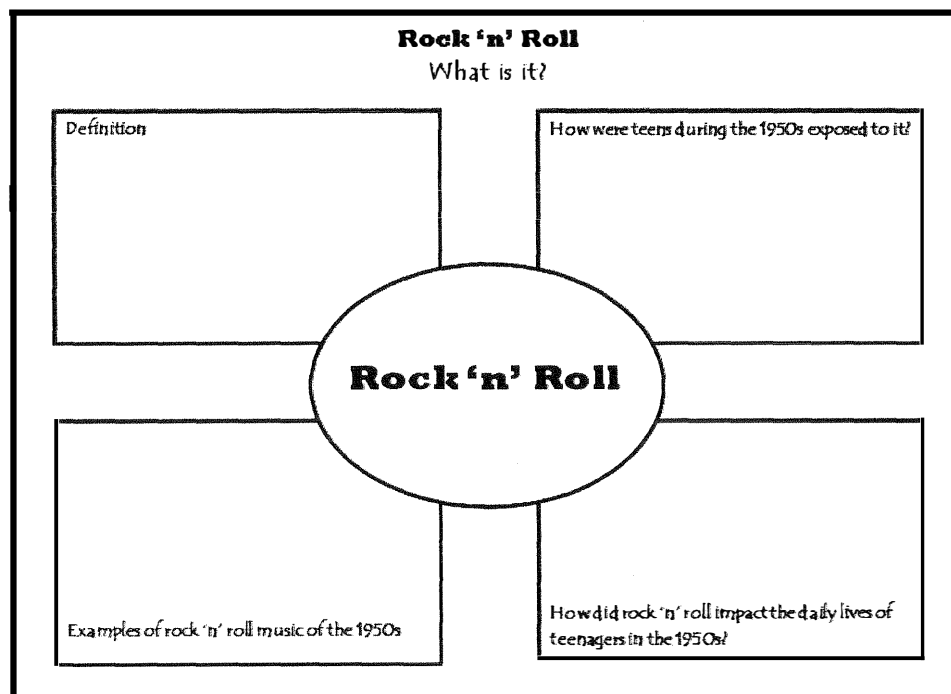 Rock ‘n’ Roll
What is it?
Definition
How were teens during the 1950s exposed to it?
Rock ‘n’ Roll
Examples of rock ‘n’ roll music of the 1950s
How did rock ‘n’ roll impact the daily lives of
teenagers in the 1950s?